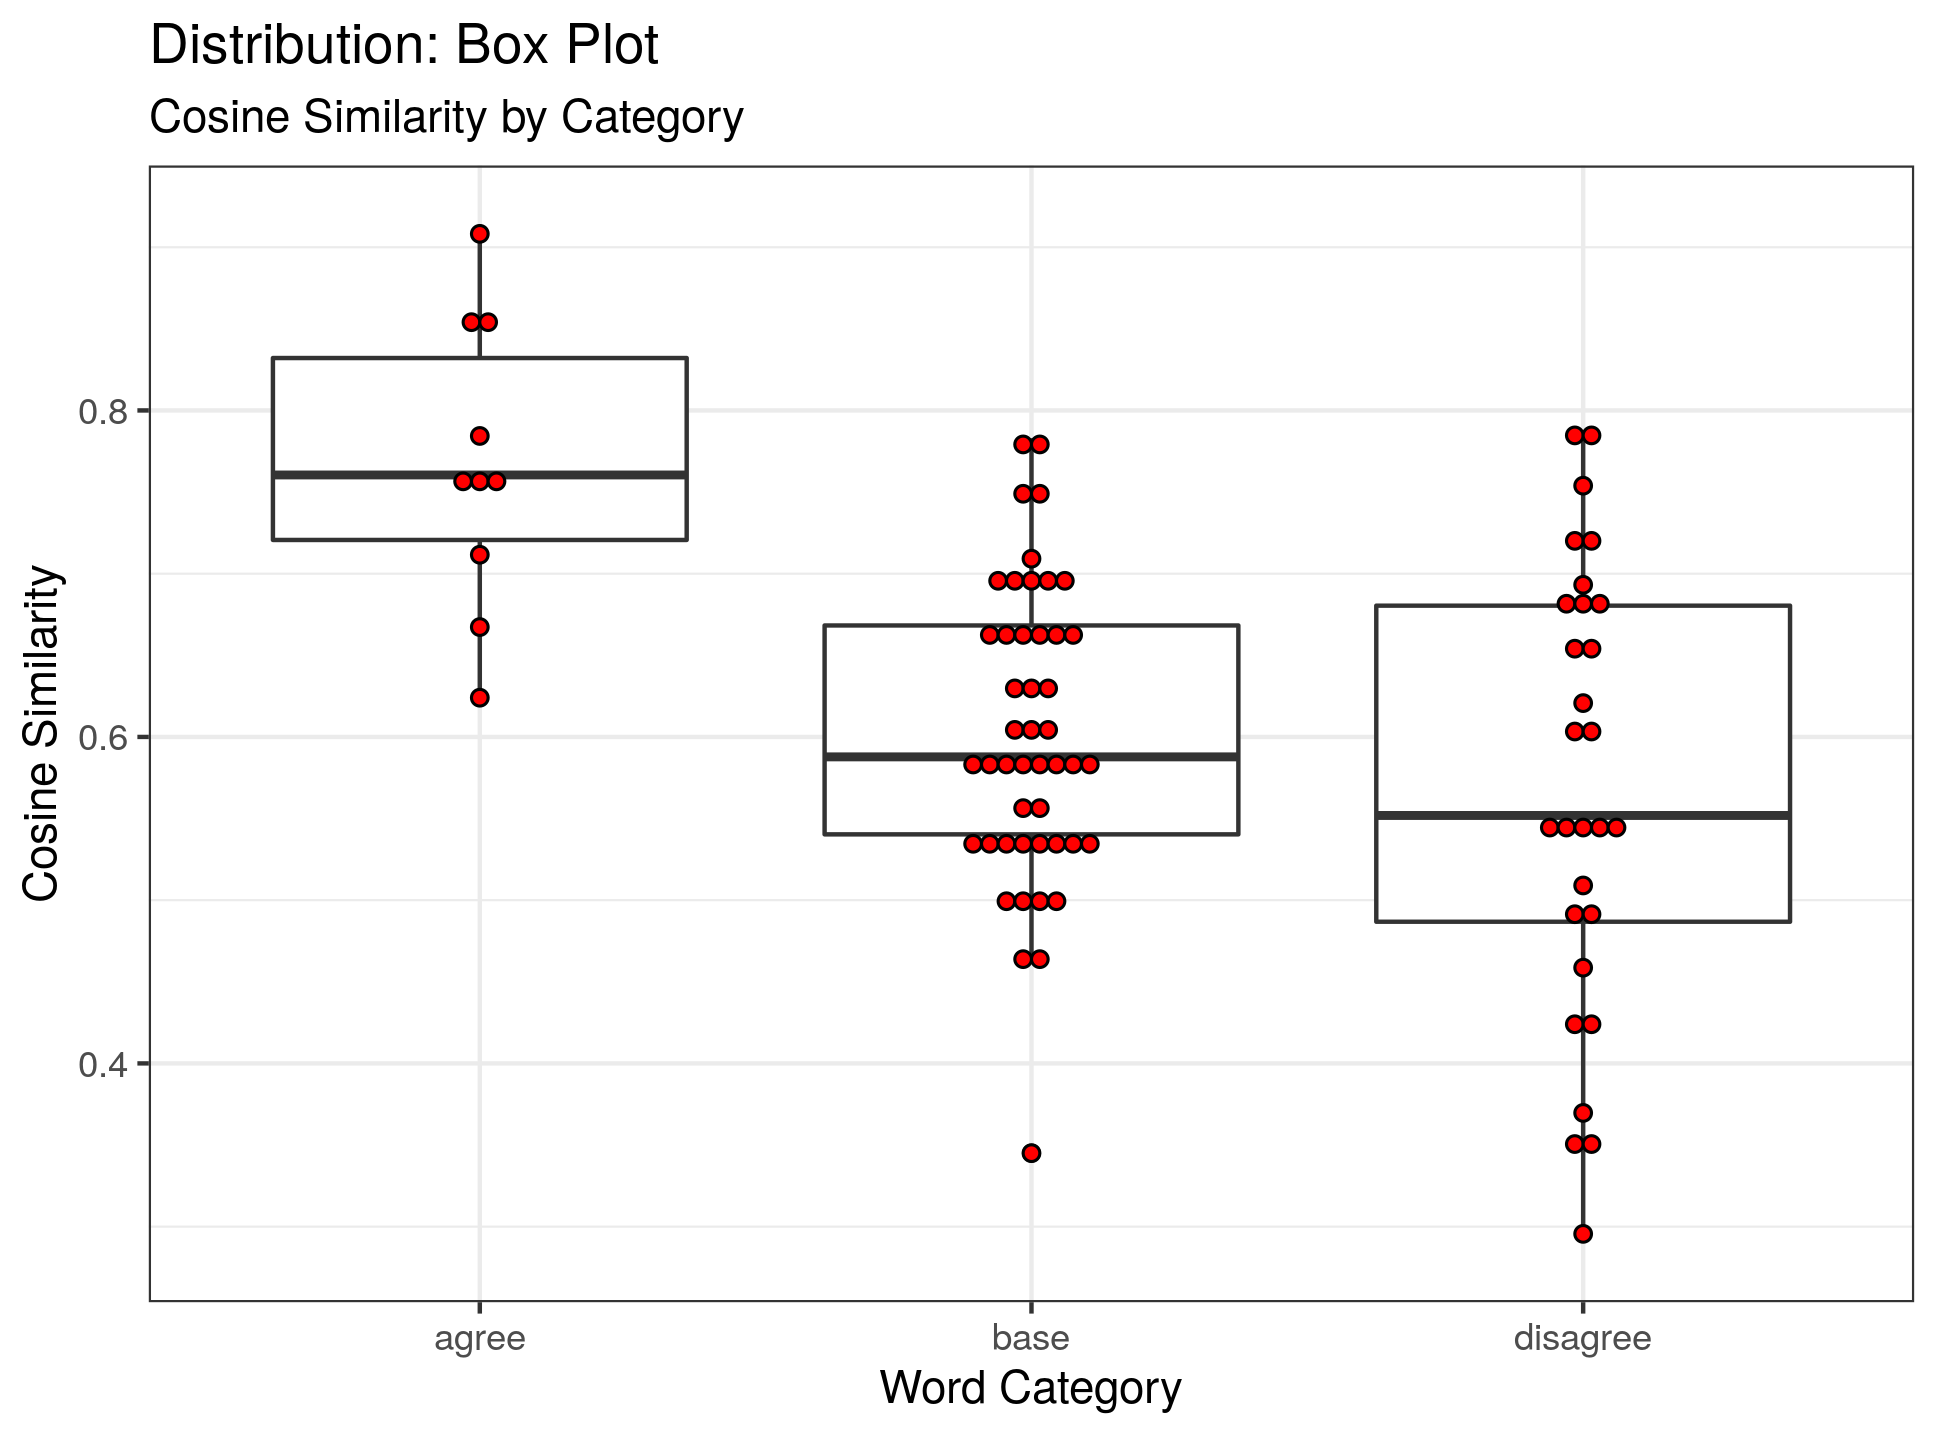 Distribution: Box Plot
Cosine Similarity by Category
Cosine Similarity
0.8
0.6
0.4
agree
base
disagree
Word Category